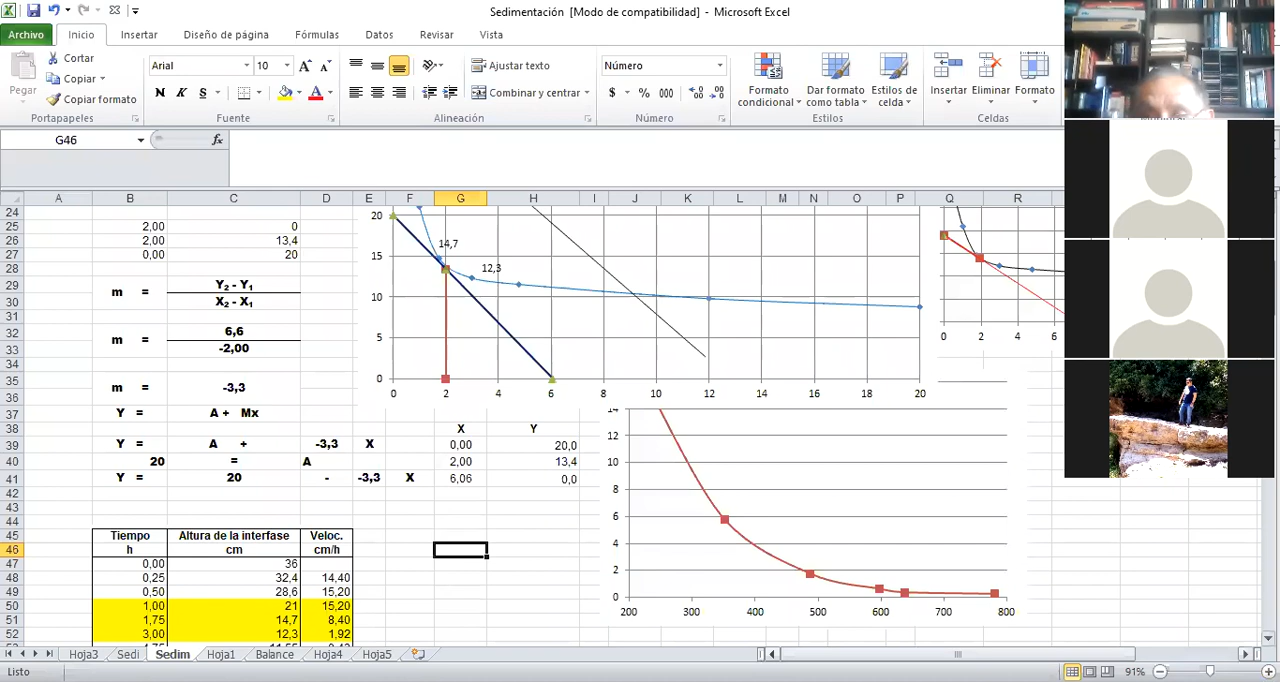 Sedimentación [Modo de compatibilidad] - Microsoft Excel
Archivo Inicio Insertar Diseño de página Fórmulas Datos Revisar Vista
Pegar
Cortar
Copiar
Copiar formato
Portapapeles
Arial 10
N K S
Fuente
Ajustar texto
Combinar y centrar
Alineación
Número
$ % 000
Número
Formato condicional
Dar formato como tabla
Estilos de celda
Estilos
Insertar Eliminar Formato
Celdas
G46 fx
A B C D E F G H I J K L M N O P Q R
24
25 2,00 0
26 2,00 13,4
27 0,00 20
28
29 m = Y2 - Y1
30 X2 - X1
31
32 m = 6,6
33 -2,00
34
35 m = -3,3
36
37 Y = A + Mx
38 X Y
39 Y = A + -3,3 X 0,00 20,0
40 20 = A 2,00 13,4
41 Y = 20 - -3,3 X 6,06 0,0
42
43
44
45 Tiempo Altura de la interfase Veloc.
46 h cm cm/h
47 0,00 36
48 0,25 32,4 14,40
49 0,50 28,6 15,20
50 1,00 21 15,20
51 1,75 14,7 8,40
52 3,00 12,3 1,92
20
15
10
5
0
14,7
12,3
0 2 4 6 8 10 12 14 16 18 20
0 2 4 6
12
10
8
6
4
2
0
200 300 400 500 600 700 800
Hoja3 Sedi Sedim Hoja1 Balance Hoja4 Hoja5
Listo 91%